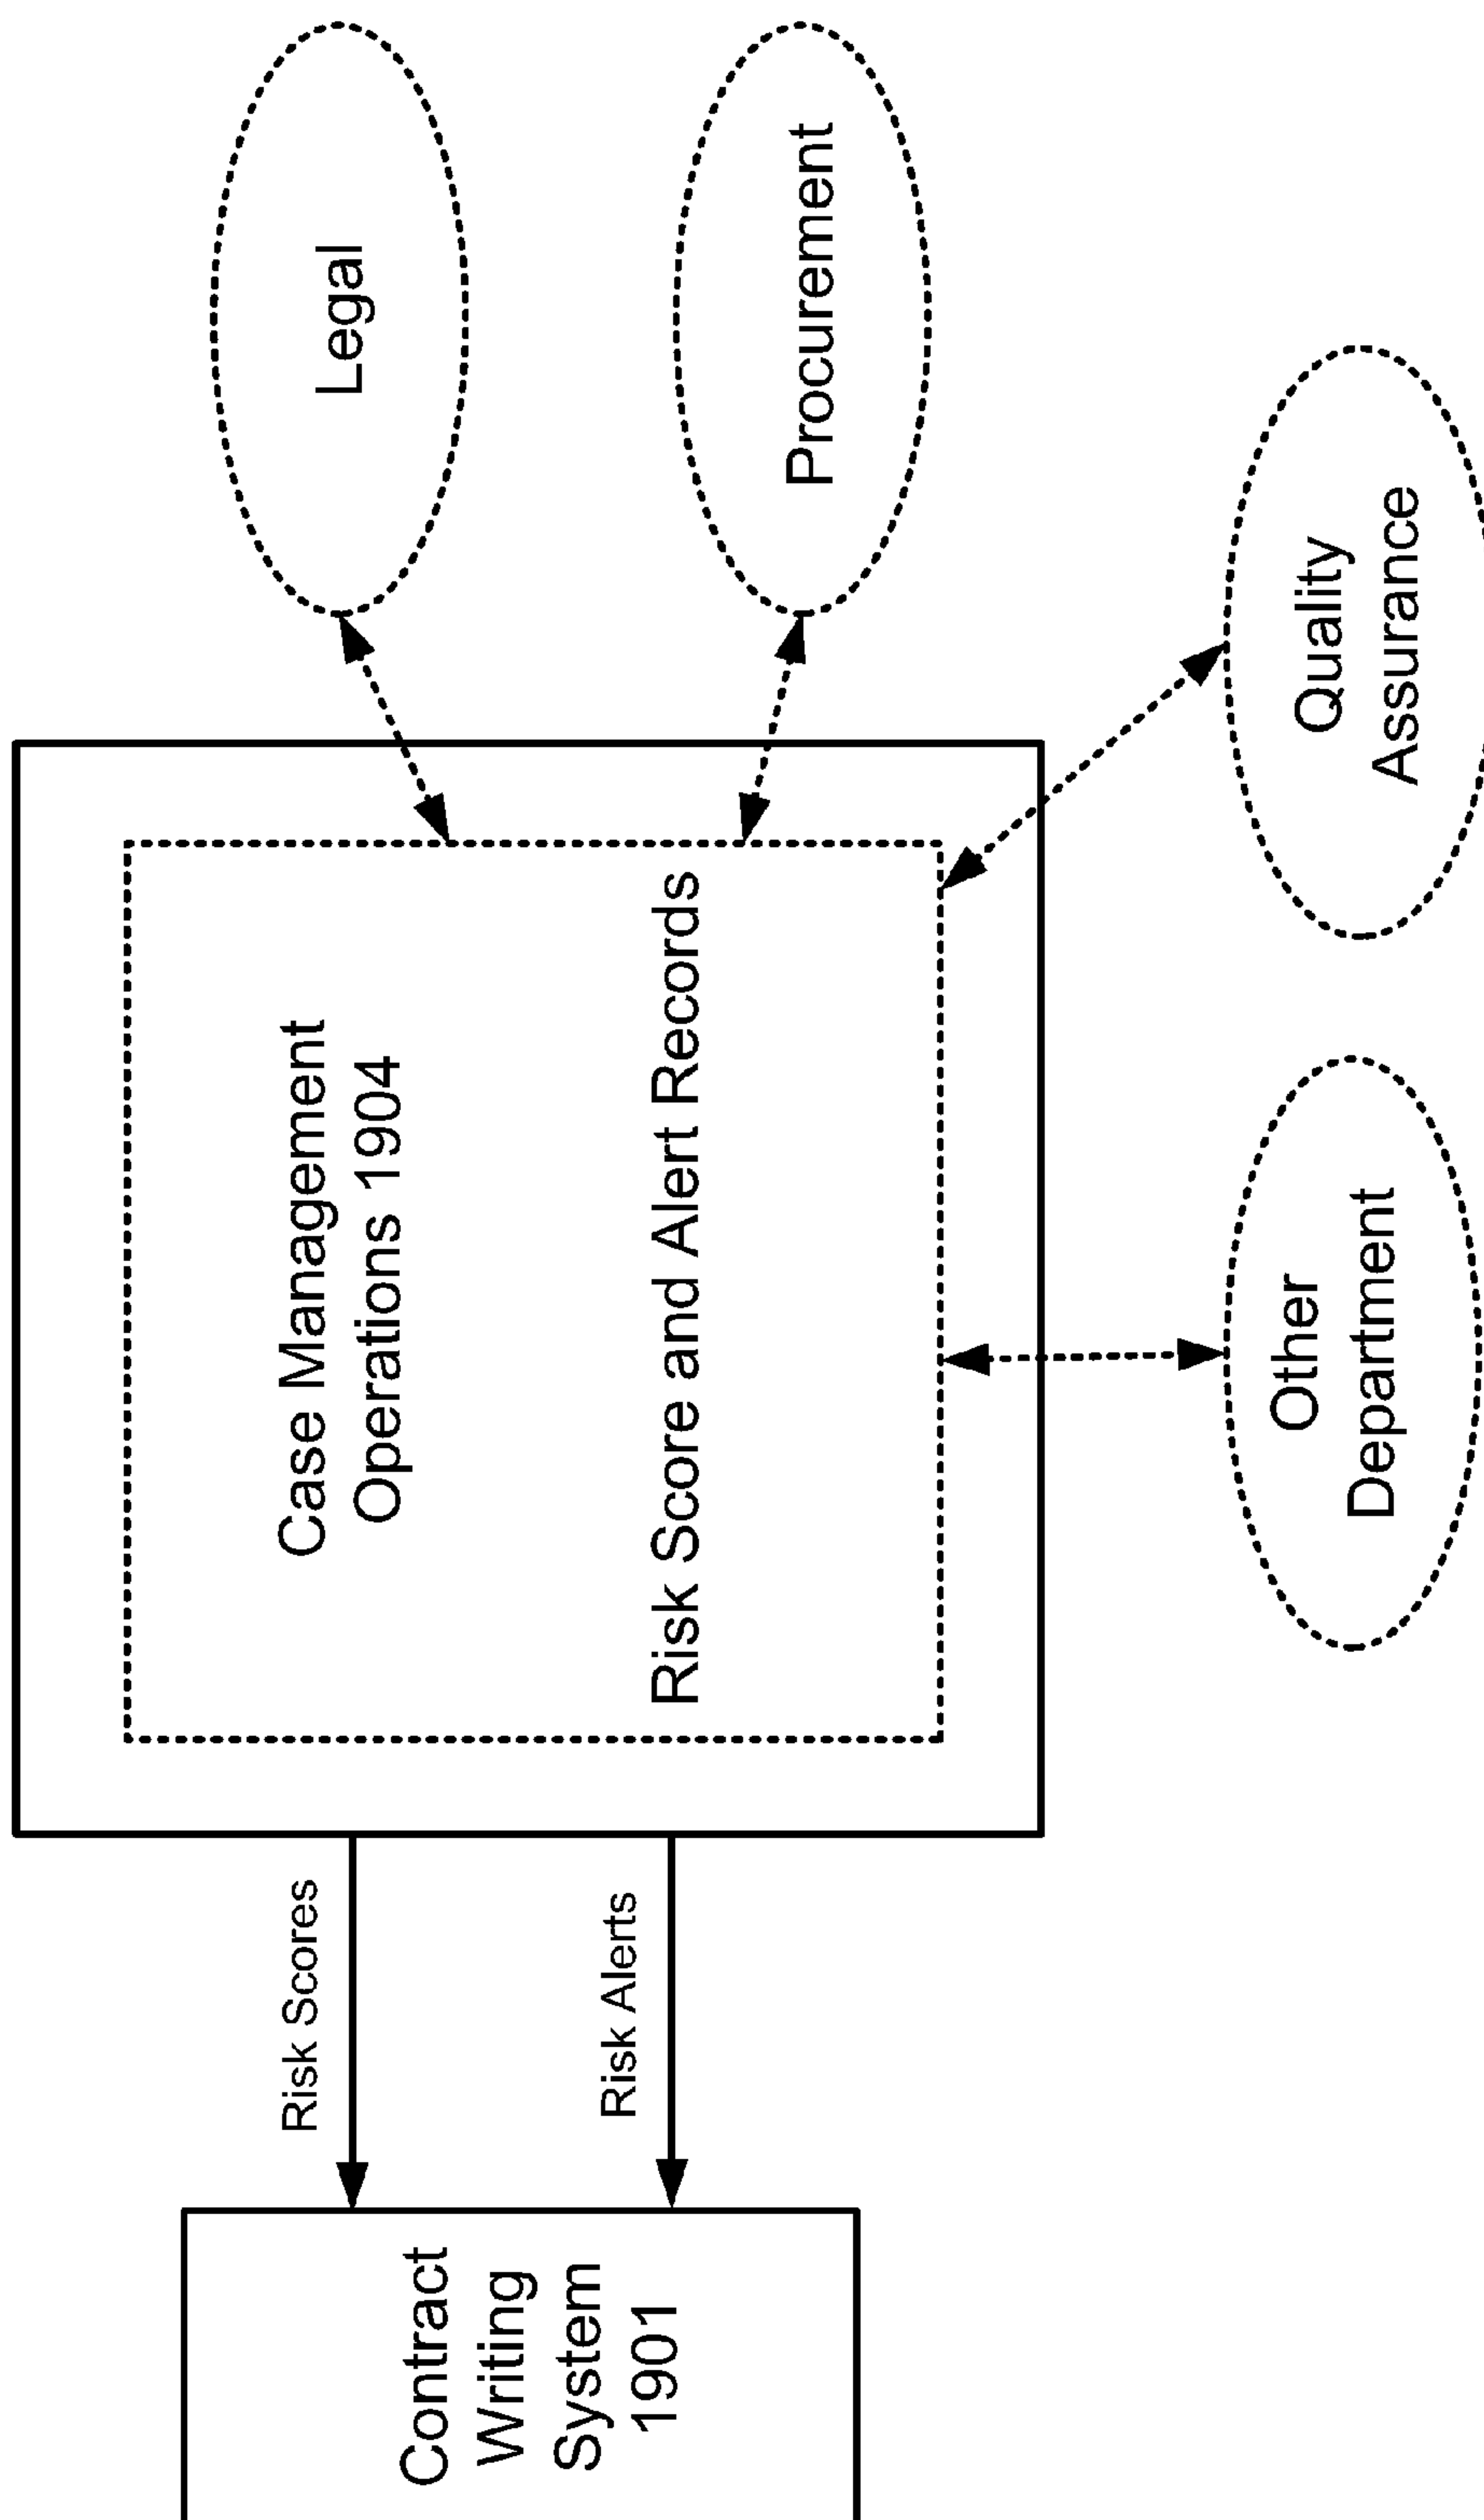 Contract
Writing
System
1901
Risk Scores
Risk Alerts
Case Management
Operations 1904
Risk Score and Alert Records
Legal
Procurement
Other
Department
Quality
Assurance